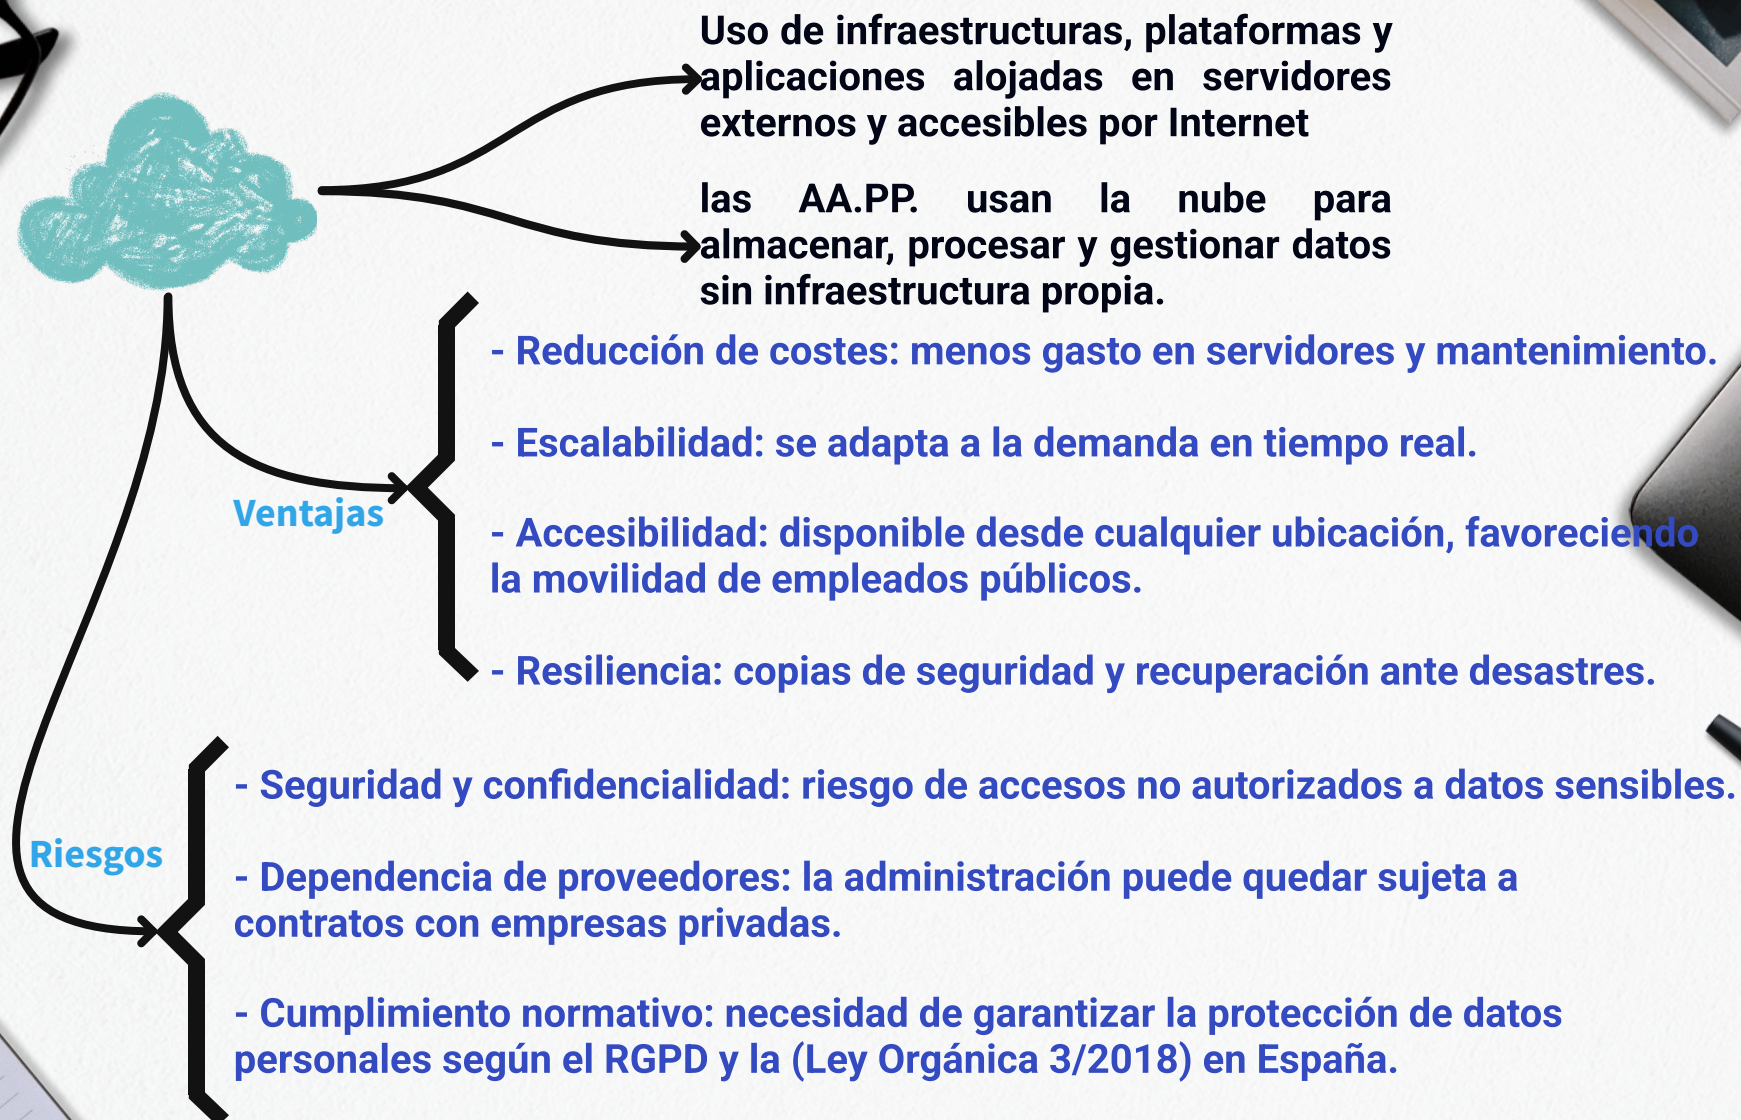 Uso de infraestructuras, plataformas y
aplicaciones alojadas en servidores
externos y accesibles por Internet
las AA.PP. usan la nube para
almacenar, procesar y gestionar datos
sin infraestructura propia.
- Reducción de costes: menos gasto en servidores y mantenimiento.
- Escalabilidad: se adapta a la demanda en tiempo real.
Ventajas
- Accesibilidad: disponible desde cualquier ubicación, favoreciendo
la movilidad de empleados públicos.
- Resiliencia: copias de seguridad y recuperación ante desastres.
- Seguridad y confidencialidad: riesgo de accesos no autorizados a datos sensibles.
Riesgos
- Dependencia de proveedores: la administración puede quedar sujeta a
contratos con empresas privadas.
- Cumplimiento normativo: necesidad de garantizar la protección de datos
personales según el RGPD y la (Ley Orgánica 3/2018) en España.